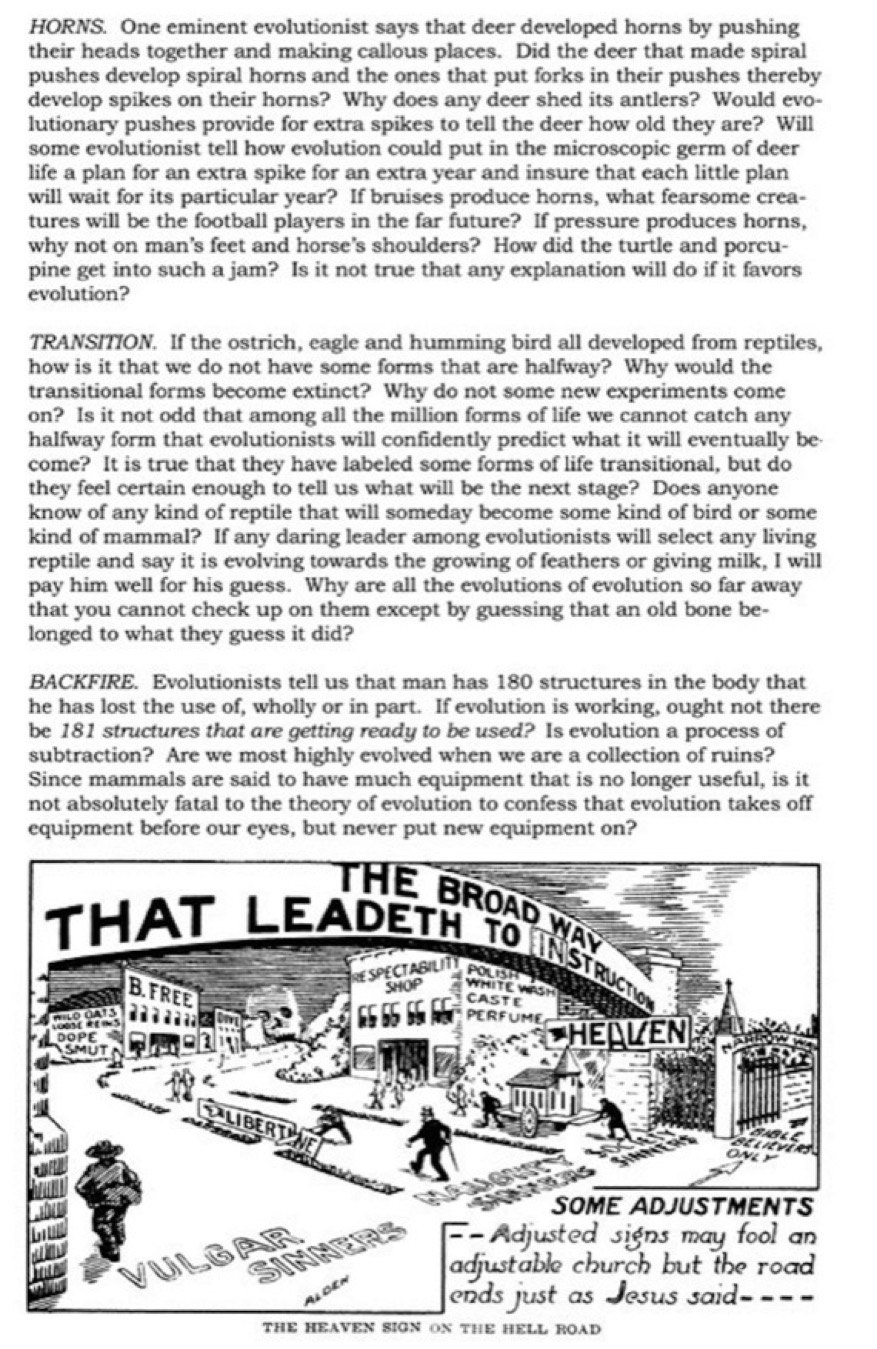 HORNS. One eminent evolutionist says that deer developed horns by pushing
their heads together and making callous places. Did the deer that made spiral
pushes develop spiral horns and the ones that put forks in their pushes thereby
develop spikes on their horns? Why does any deer shed its antlers? Would evo-
lutionary pushes provide for extra spikes to tell the deer how old they are? Will
some evolutionist tell how evolution could put in the microscopic germ of deer
life a plan for an extra spike for an extra year and insure that each little plan
will wait for its particular year? If bruises produce horns, what fearsome crea-
tures will be the football players in the far future? If pressure produces horns,
why not on man's feet and horse's shoulders? How did the turtle and porcu-
pine get into such a jam? Is it not true that any explanation will do if it favors
evolution?
TRANSITION. If the ostrich, eagle and humming bird all developed from reptiles,
how is it that we do not have some forms that are halfway? Why would the
transitional forms become extinct? Why do not some new experiments come
on? Is it not odd that among all the million forms of life we cannot catch any
halfway form that evolutionists will confidently predict what it will eventually be-
come? It is true that they have labeled some forms of life transitional, but do
they feel certain enough to tell us what will be the next stage? Does anyone
know of any kind of reptile that will someday become some kind of bird or some
kind of mammal? If any daring leader among evolutionists will select any living
reptile and say it is evolving towards the growing of feathers or giving milk, I will
pay him well for his guess. Why are all the evolutions of evolution so far away
that you cannot check up on them except by guessing that an old bone be-
longed to what they guess it did?
BACKFIRE. Evolutionists tell us that man has 180 structures in the body that
he has lost the use of, wholly or in part. If evolution is working, ought not there
be 181 structures that are getting ready to be used? Is evolution a process of
subtraction? Are we most highly evolved when we are a collection of ruins?
Since mammals are said to have much equipment that is no longer useful, is it
not absolutely fatal to the theory of evolution to confess that evolution takes off
equipment before our eyes, but never put new equipment on?
THE BROAD WAY
THAT LEADETH TO INSTRUCTION
B. FREE
WILD OATS
LOOSE REINS
DOPE
SMUT
DIVE
RESPECTABILITY
SHOP
POLISH
WHITE WASH
CASTE
PERFUME
HEAVEN
NARROW WAY
LIBERTINE
BIBLE
BELIEVERS
ONLY
SINNERS
NAUGHTY
SINNERS
VULGAR
SINNERS
ALDEN
SOME ADJUSTMENTS
--Adjusted signs may fool an
adjustable church but the road
ends just as Jesus said----
THE HEAVEN SIGN ON THE HELL ROAD